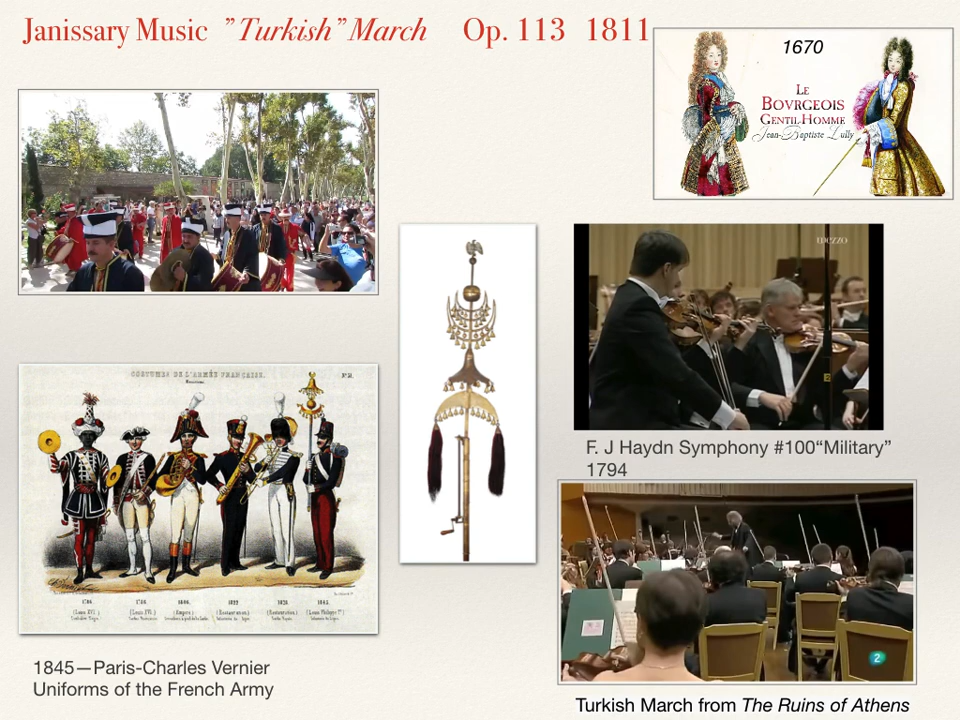 Janissary Music ”Turkish” March Op. 113 1811
1670
LE
BOVRGEOIS
GENTIL HOMME
Jean-Baptiste Lully
mezzo
COSTUMES DE L'ARMÉE FRANÇAISE.
F. J Haydn Symphony #100“Military”
1794
2
1845—Paris-Charles Vernier
Uniforms of the French Army
Turkish March from The Ruins of Athens